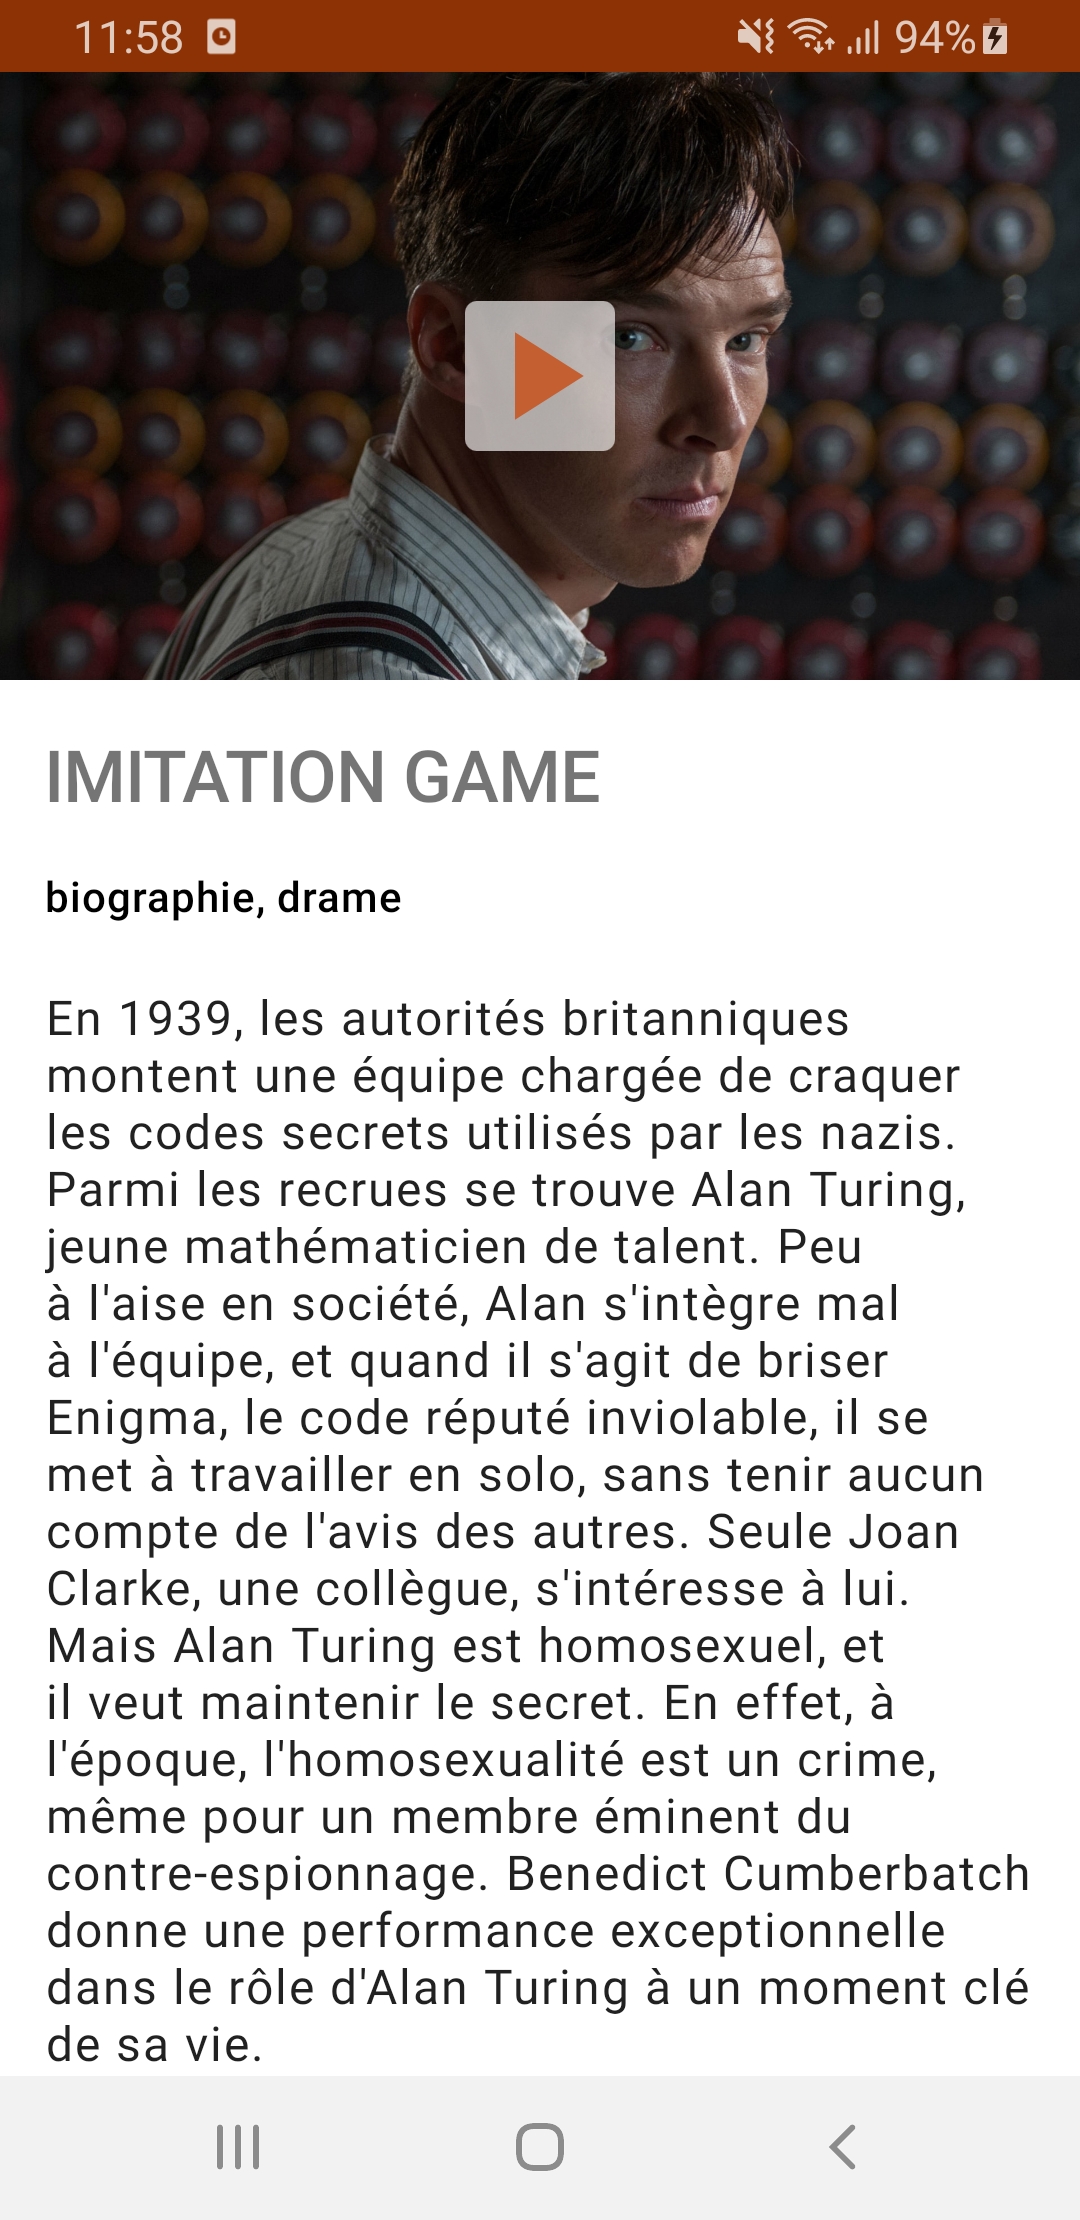 11:58
94%
IMITATION GAME
biographie, drame
En 1939, les autorités britanniques
montent une équipe chargée de craquer
les codes secrets utilisés par les nazis.
Parmi les recrues se trouve Alan Turing,
jeune mathématicien de talent. Peu
à l'aise en société, Alan s'intègre mal
à l'équipe, et quand il s'agit de briser
Enigma, le code réputé inviolable, il se
met à travailler en solo, sans tenir aucun
compte de l'avis des autres. Seule Joan
Clarke, une collègue, s'intéresse à lui.
Mais Alan Turing est homosexuel, et
il veut maintenir le secret. En effet, à
l'époque, l'homosexualité est un crime,
même pour un membre éminent du
contre-espionnage. Benedict Cumberbatch
donne une performance exceptionnelle
dans le rôle d'Alan Turing à un moment clé
de sa vie.